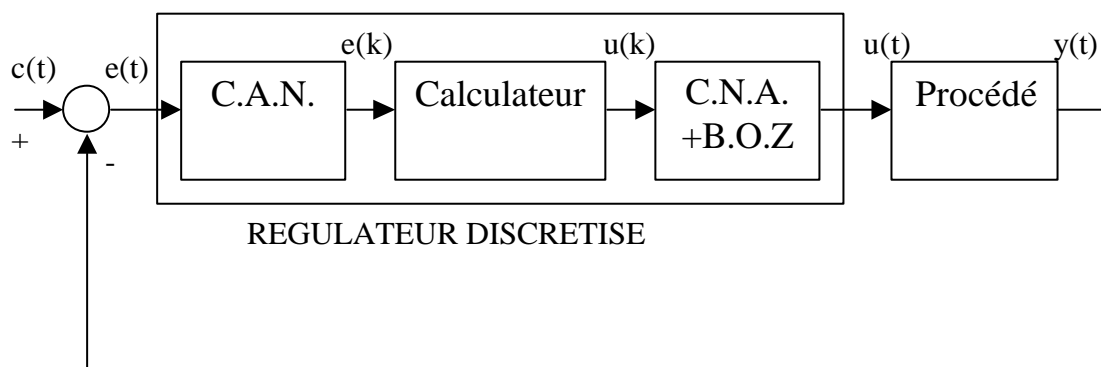 c(t)
e(t)
e(k)
u(k)
u(t)
y(t)
+
-
C.A.N.
Calculateur
C.N.A.
+B.O.Z
Procédé
REGULATEUR DISCRETISE